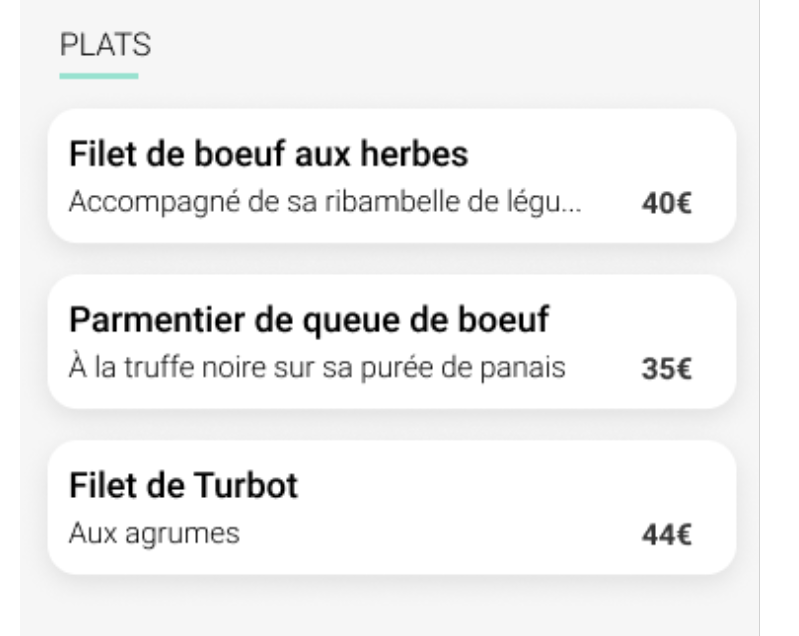 PLATS
Filet de boeuf aux herbes
Accompagné de sa ribambelle de légu... 40€
Parmentier de queue de boeuf
À la truffe noire sur sa purée de panais 35€
Filet de Turbot
Aux agrumes 44€